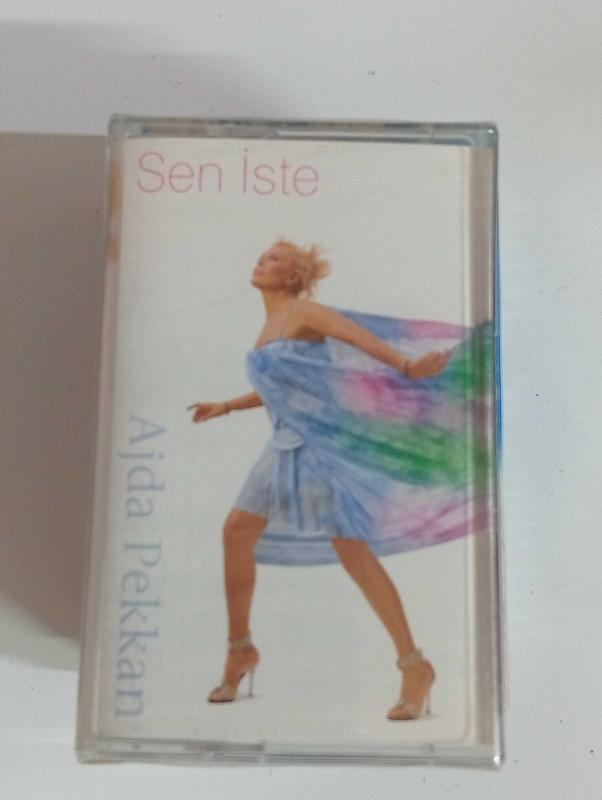 Sen İste
Ajda Pekkan